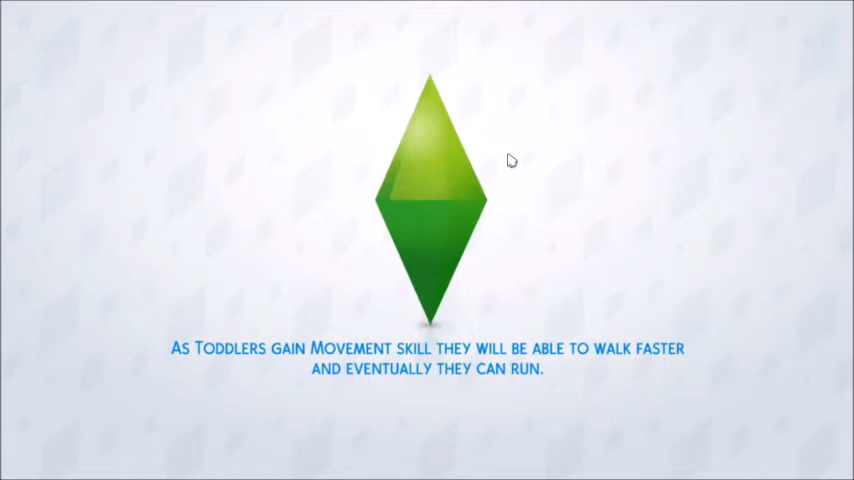 As Toddlers gain Movement skill they will be able to walk faster
and eventually they can run.